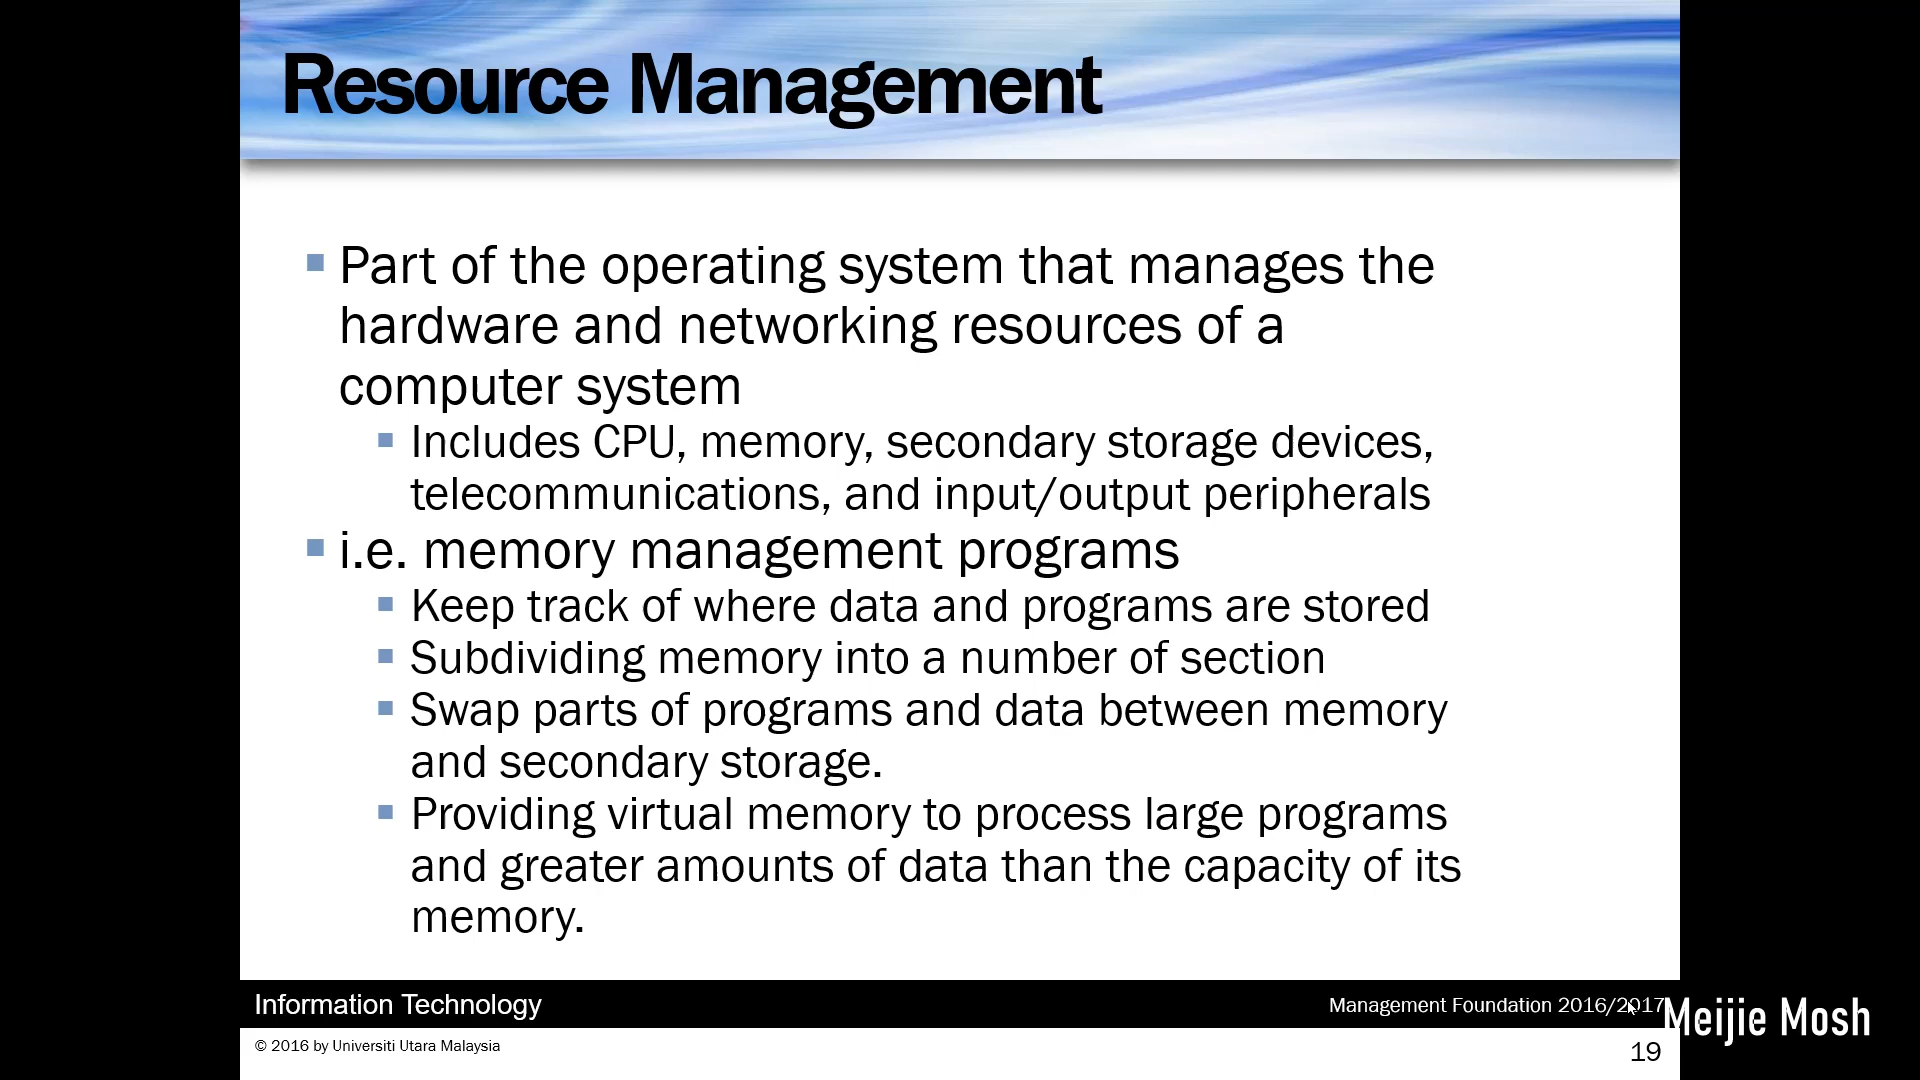 Resource Management
Part of the operating system that manages the
hardware and networking resources of a
computer system
Includes CPU, memory, secondary storage devices,
telecommunications, and input/output peripherals
i.e. memory management programs
Keep track of where data and programs are stored
Subdividing memory into a number of section
Swap parts of programs and data between memory
and secondary storage.
Providing virtual memory to process large programs
and greater amounts of data than the capacity of its
memory.
Information Technology
Management Foundation 2016/2017
Meijie Mosh
© 2016 by Universiti Utara Malaysia
19